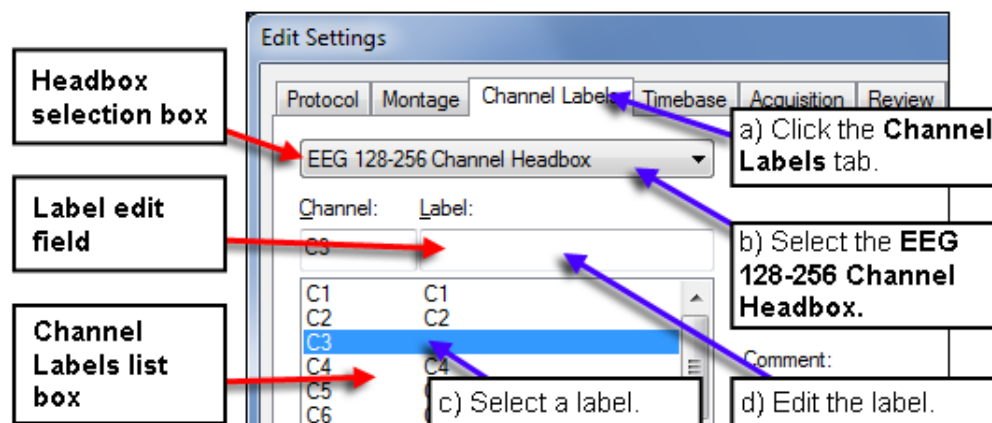 Edit Settings
Headbox
selection box
Protocol Montage Channel Labels Timebase Acquisition Review
a) Click the Channel
Labels tab.
EEG 128-256 Channel Headbox
Label edit
field
Channel: Label:
C3
b) Select the EEG
128-256 Channel
Headbox.
C1 C1
C2 C2
C3
Channel
Labels list
box
C4 C4
Comment:
C5
C6
c) Select a label.
d) Edit the label.